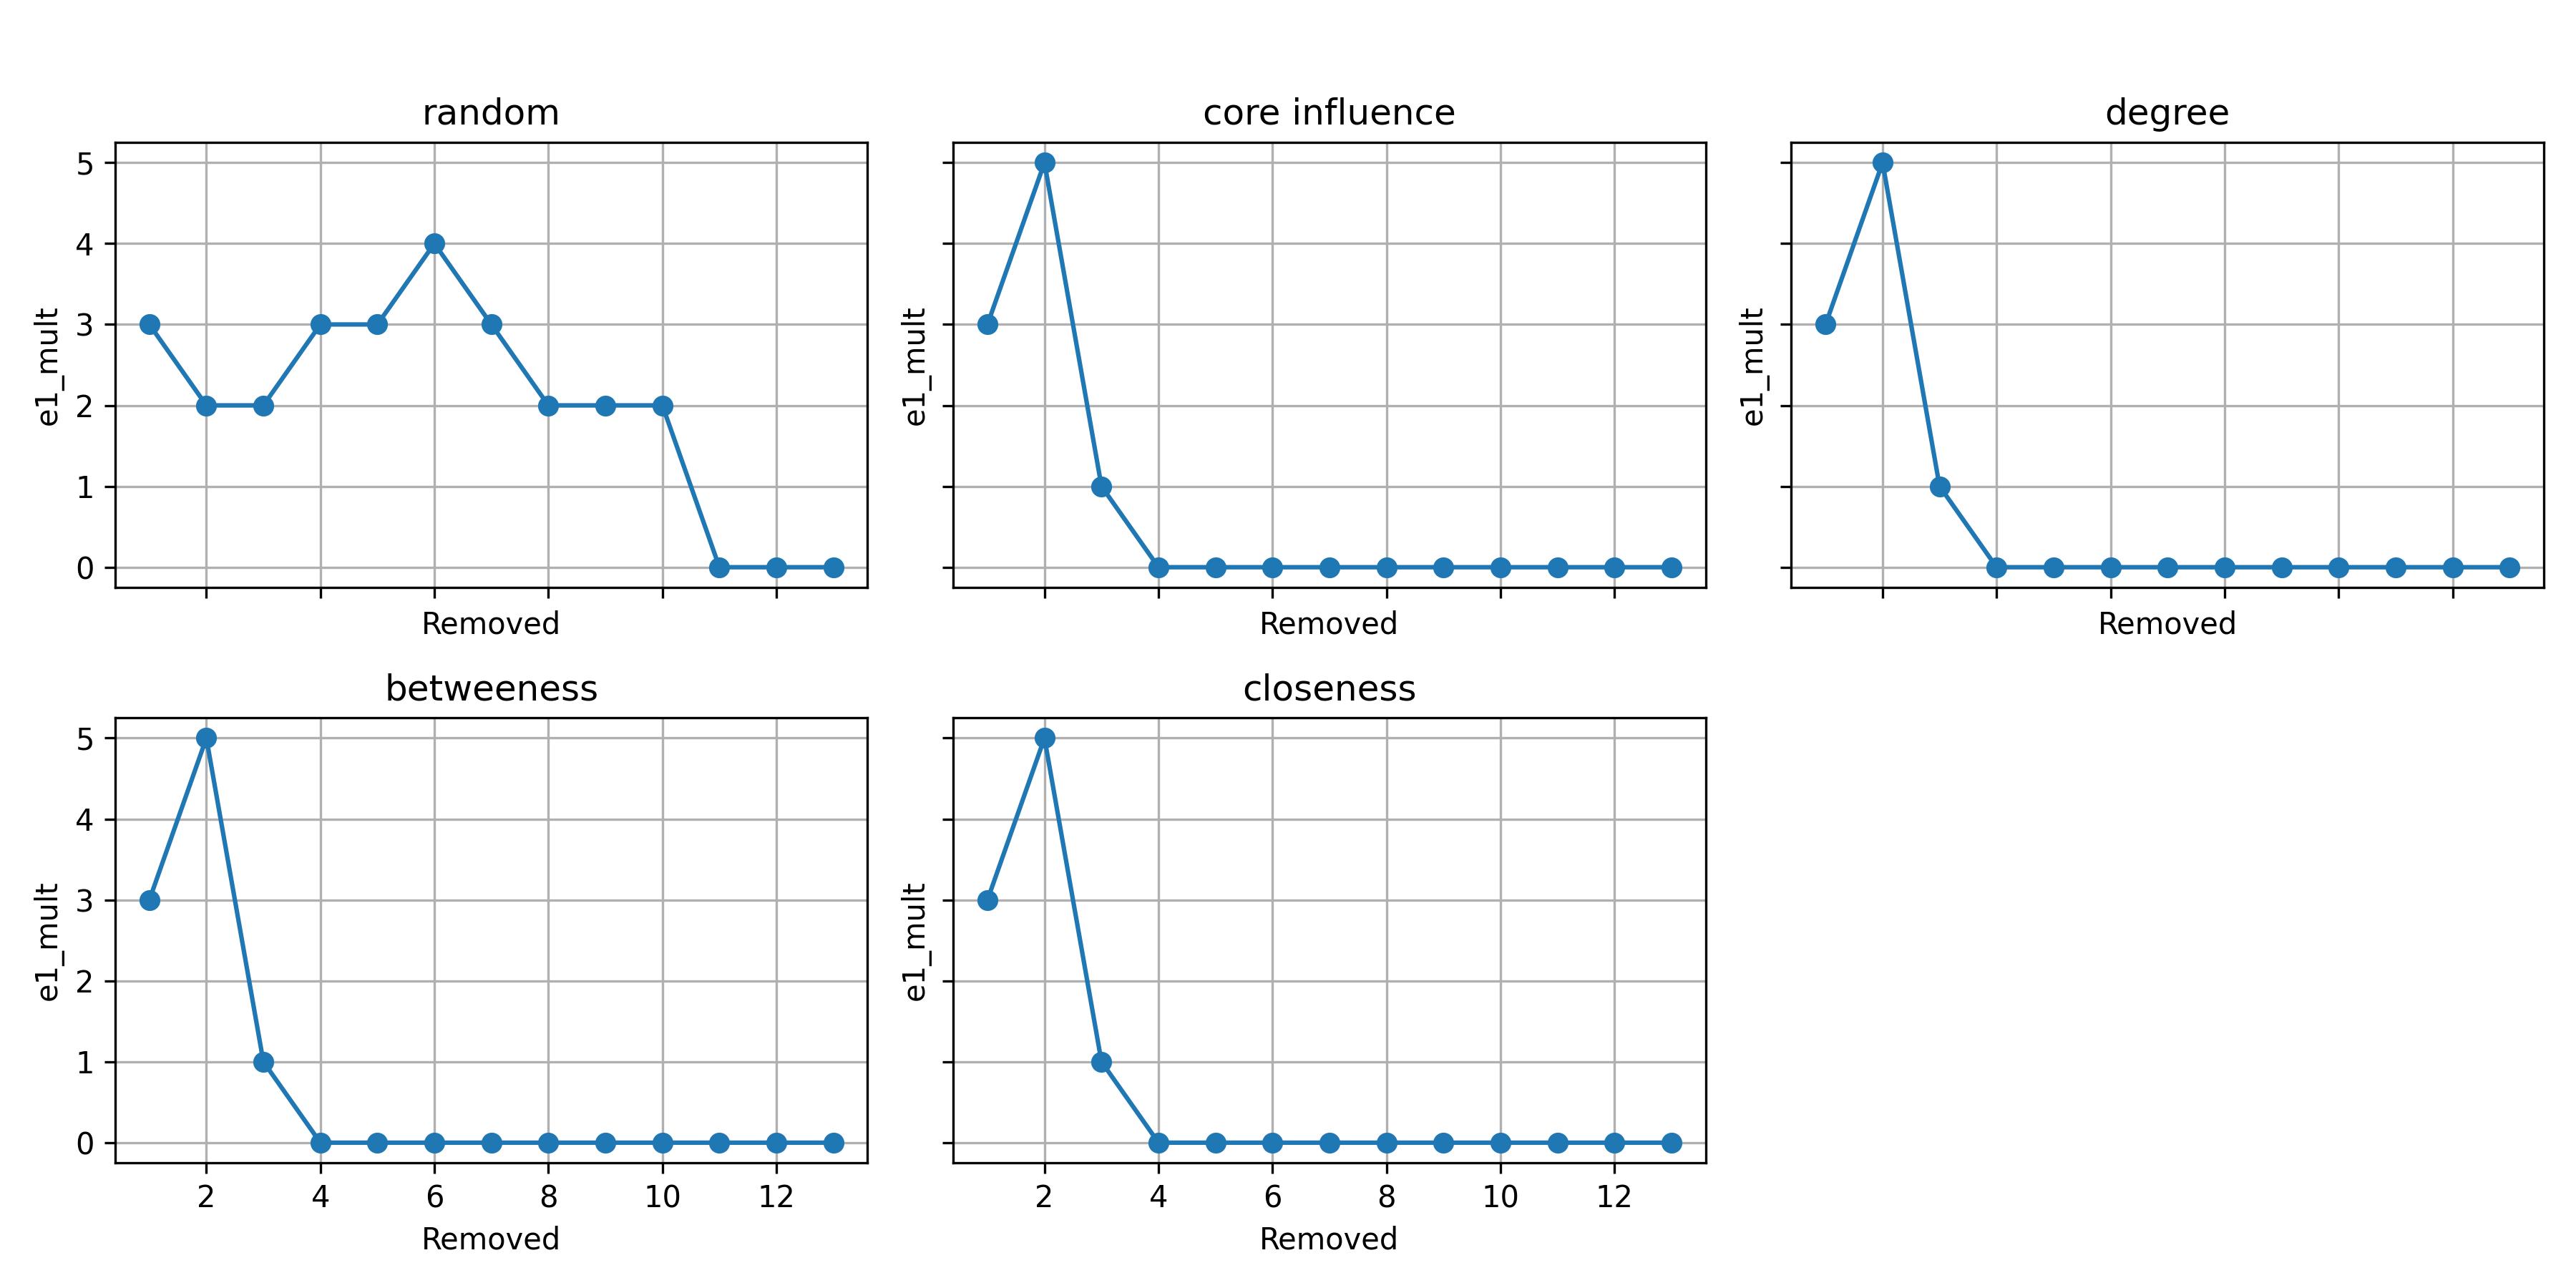 random
core influence
degree
5
4
3
2
1
0
e1_mult
e1_mult
e1_mult
Removed
Removed
Removed
betweeness
closeness
5
4
3
2
1
0
e1_mult
e1_mult
2 4 6 8 10 12
2 4 6 8 10 12
Removed
Removed